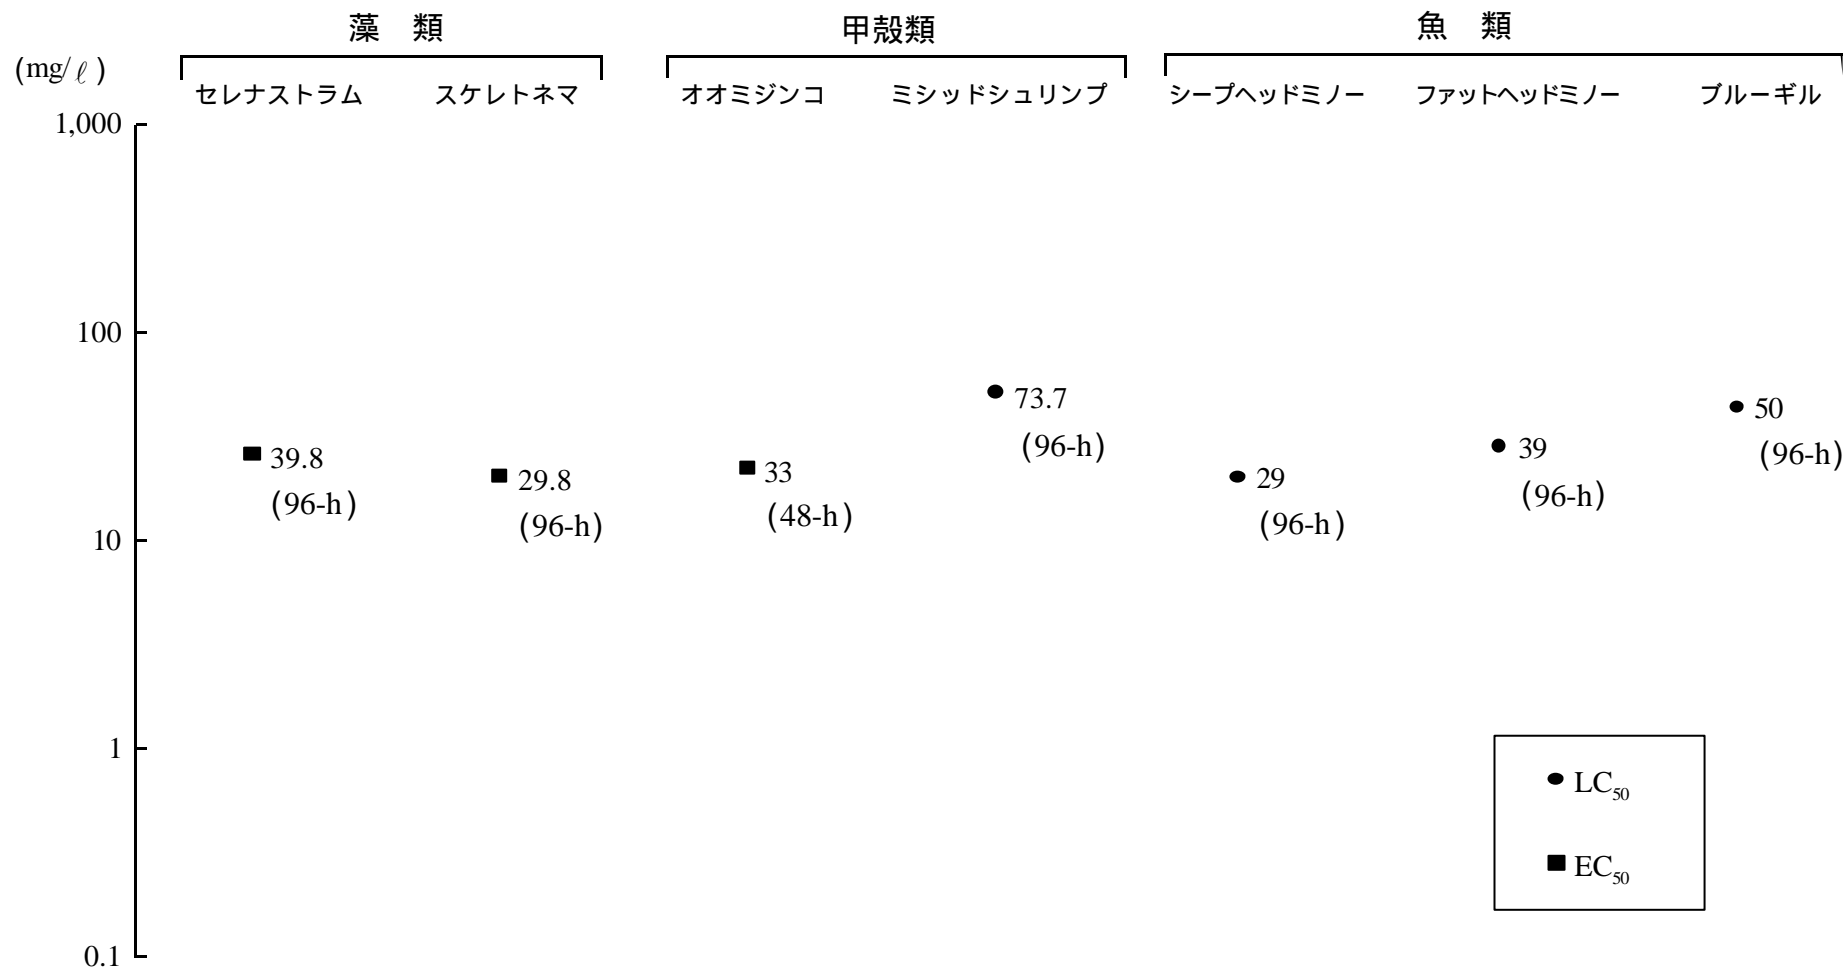 藻　類
甲殻類
魚　類
(mg/ℓ)
セレナストラム
スケレトネマ
オオミジンコ
ミシッドシュリンプ
シープヘッドミノー
ファットヘッドミノー
ブルーギル
1,000
100
10
1
0.1
39.8
(96-h)
29.8
(96-h)
33
(48-h)
73.7
(96-h)
29
(96-h)
39
(96-h)
50
(96-h)
LC₅₀
EC₅₀